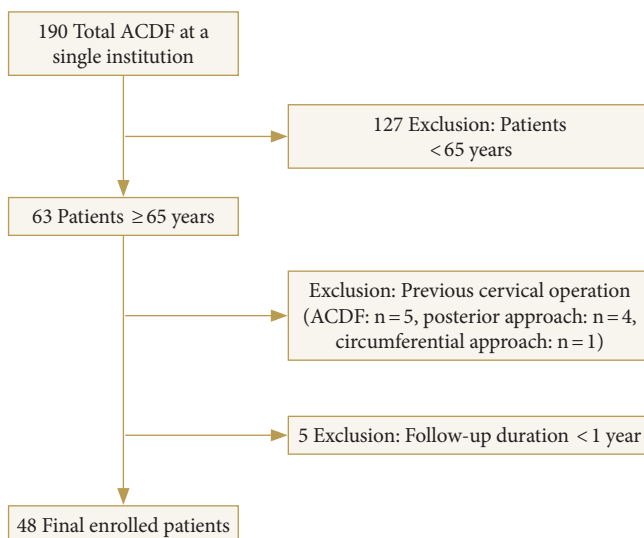 190 Total ACDF at a
single institution
127 Exclusion: Patients
< 65 years
63 Patients ≥ 65 years
Exclusion: Previous cervical operation
(ACDF: n = 5, posterior approach: n = 4,
circumferential approach: n = 1)
5 Exclusion: Follow-up duration < 1 year
48 Final enrolled patients